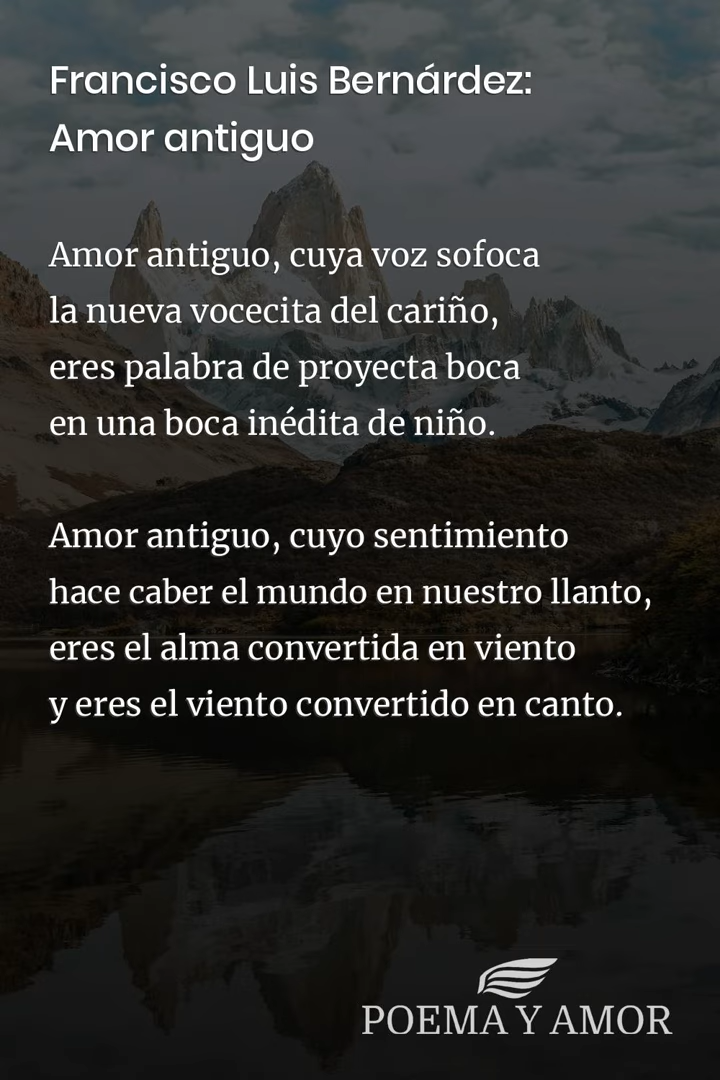 Francisco Luis Bernárdez:
Amor antiguo
Amor antiguo, cuya voz sofoca
la nueva vocecita del cariño,
eres palabra de proyecta boca
en una boca inédita de niño.
Amor antiguo, cuyo sentimiento
hace caber el mundo en nuestro llanto,
eres el alma convertida en viento
y eres el viento convertido en canto.
POEMA Y AMOR